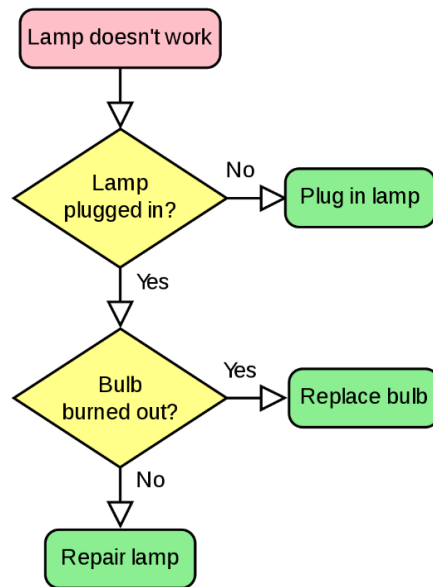 Lamp doesn't work
No
Lamp
plugged in?
Plug in lamp
Yes
Yes
Bulb
burned out?
Replace bulb
No
Repair lamp